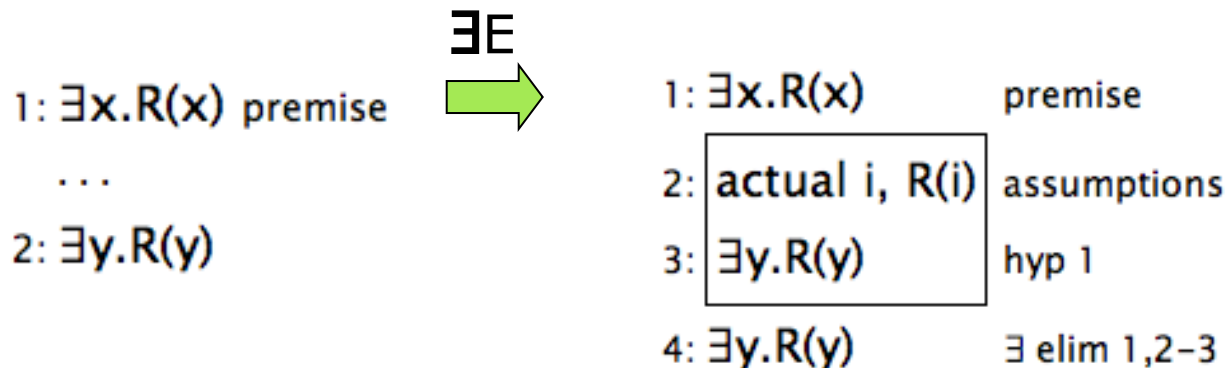 ∃E
1: ∃x.R(x) premise
...
2: ∃y.R(y)
1: ∃x.R(x) premise
2: actual i, R(i) assumptions
3: ∃y.R(y) hyp 1
4: ∃y.R(y) ∃ elim 1,2-3